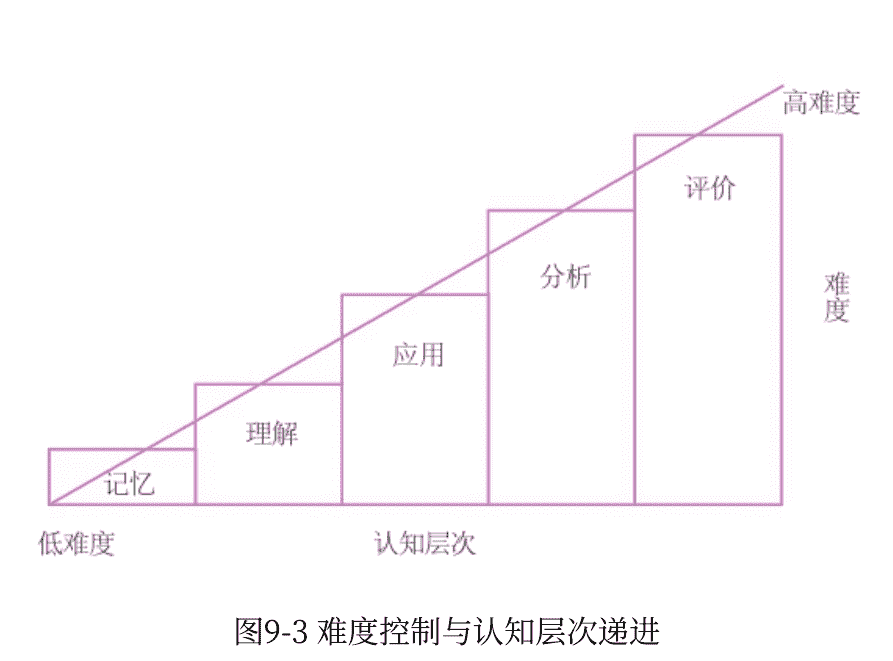 高难度
评价
分析
难度
应用
理解
记忆
低难度
认知层次
图9-3 难度控制与认知层次递进